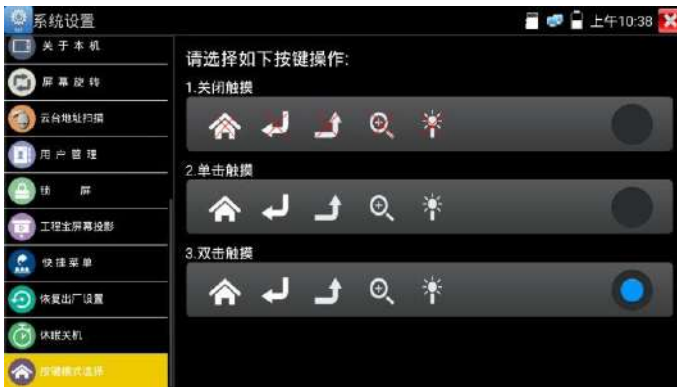 系统设置
上午10:38
关于本机
屏幕旋转
云台地址扫描
用户管理
锁 屏
工程宝屏幕投影
快捷菜单
恢复出厂设置
休眠关机
按键模式选择
请选择如下按键操作:
1.关闭触摸
2.单击触摸
3.双击触摸